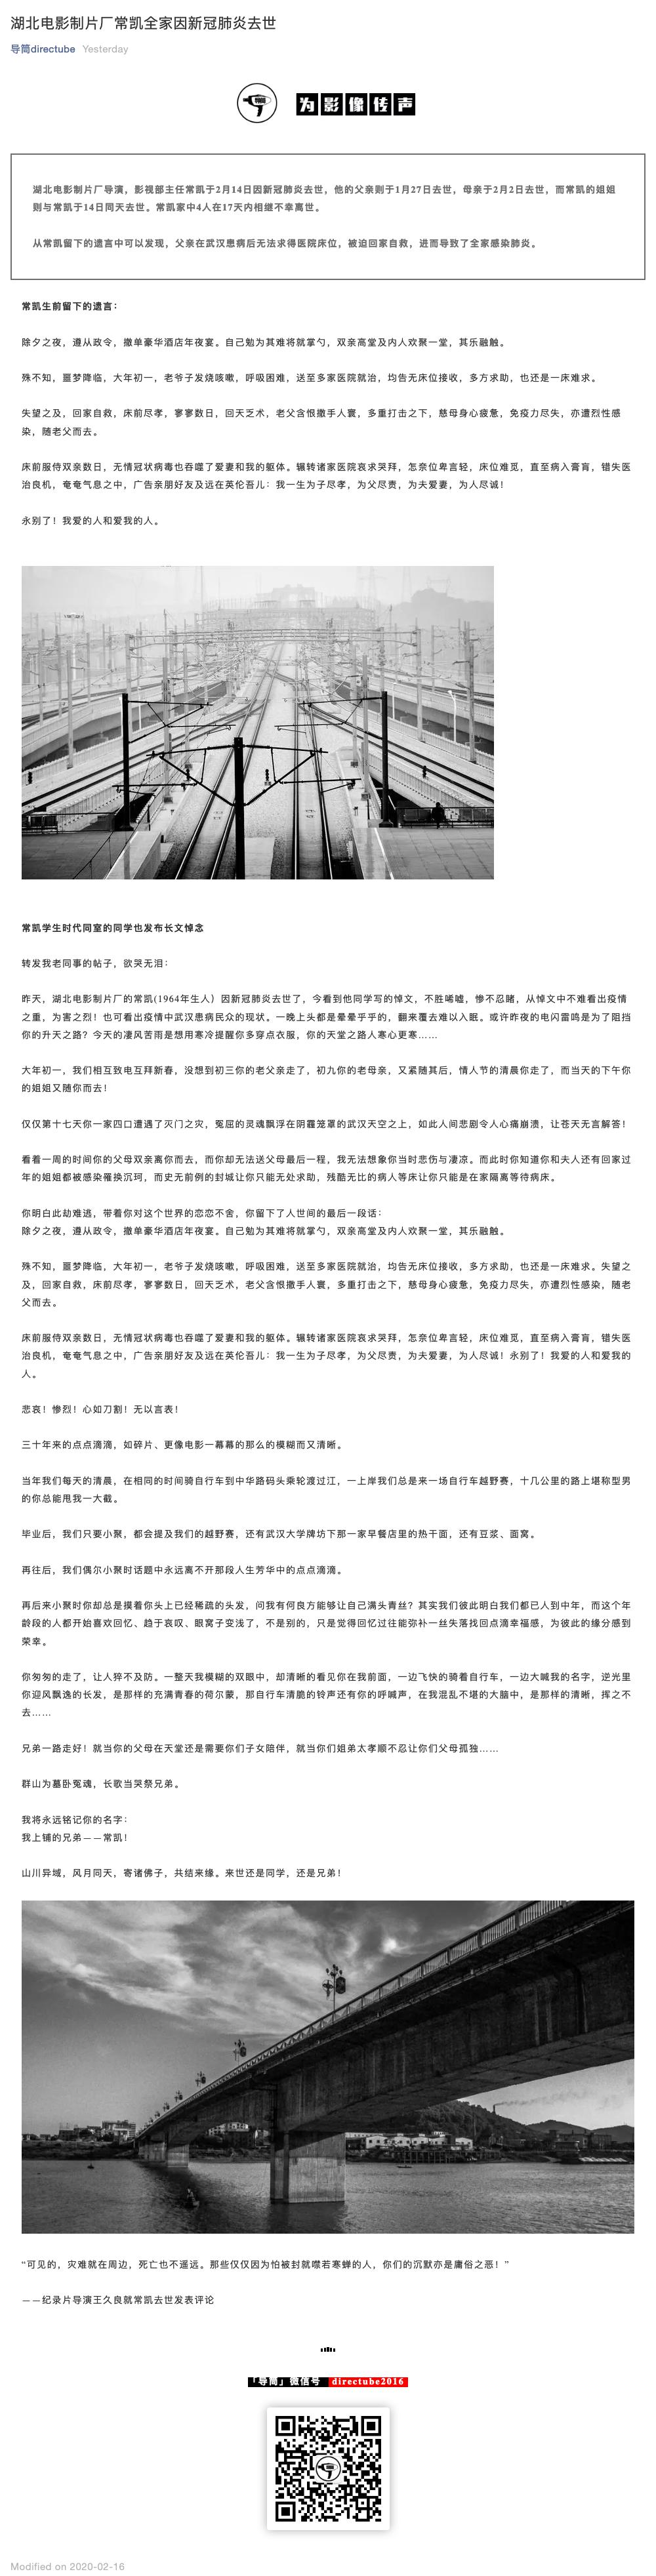 湖北电影制片厂常凯全家因新冠肺炎去世
导筒directube Yesterday
为影像传声
湖北电影制片厂导演，影视部主任常凯于2月14日因新冠肺炎去世，他的父亲则于1月27日去世，母亲于2月2日去世，而常凯的姐姐
则与常凯于14日同天去世。常凯家中4人在17天内相继不幸离世。
从常凯留下的遗言中可以发现，父亲在武汉患病后无法求得医院床位，被迫回家自救，进而导致了全家感染肺炎。
常凯生前留下的遗言：
除夕之夜，遵从政令，撤单豪华酒店年夜宴。自己勉为其难将就掌勺，双亲高堂及内人欢聚一堂，其乐融触。
殊不知，噩梦降临，大年初一，老爷子发烧咳嗽，呼吸困难，送至多家医院就治，均告无床位接收，多方求助，也还是一床难求。
失望之及，回家自救，床前尽孝，寥寥数日，回天乏术，老父含恨撒手人寰，多重打击之下，慈母身心疲惫，免疫力尽失，亦遭烈性感
染，随老父而去。
床前服侍双亲数日，无情冠状病毒也吞噬了爱妻和我的躯体。辗转诸家医院哀求哭拜，怎奈位卑言轻，床位难觅，直至病入膏肓，错失医
治良机，奄奄气息之中，广告亲朋好友及远在英伦吾儿：我一生为子尽孝，为父尽责，为夫爱妻，为人尽诚！
永别了！我爱的人和爱我的人。
常凯学生时代同室的同学也发布长文悼念
转发我老同事的帖子，欲哭无泪：
昨天，湖北电影制片厂的常凯(1964年生人）因新冠肺炎去世了，今看到他同学写的悼文，不胜唏嘘，惨不忍睹，从悼文中不难看出疫情
之重，为害之烈！也可看出疫情中武汉患病民众的现状。一晚上头都是晕晕乎乎的，翻来覆去难以入眠。或许昨夜的电闪雷鸣是为了阻挡
你的升天之路？今天的凄风苦雨是想用寒冷提醒你多穿点衣服，你的天堂之路人寒心更寒……
大年初一，我们相互致电互拜新春，没想到初三你的老父亲走了，初九你的老母亲，又紧随其后，情人节的清晨你走了，而当天的下午你
的姐姐又随你而去！
仅仅第十七天你一家四口遭遇了灭门之灾，冤屈的灵魂飘浮在阴霾笼罩的武汉天空之上，如此人间悲剧令人心痛崩溃，让苍天无言解答！
看着一周的时间你的父母双亲离你而去，而你却无法送父母最后一程，我无法想象你当时悲伤与凄凉。而此时你知道你和夫人还有回家过
年的姐姐都被感染罹换沉珂，而史无前例的封城让你只能无处求助，残酷无比的病人等床让你只能是在家隔离等待病床。
你明白此劫难逃，带着你对这个世界的恋恋不舍，你留下了人世间的最后一段话：
除夕之夜，遵从政令，撤单豪华酒店年夜宴。自己勉为其难将就掌勺，双亲高堂及内人欢聚一堂，其乐融触。
殊不知，噩梦降临，大年初一，老爷子发烧咳嗽，呼吸困难，送至多家医院就治，均告无床位接收，多方求助，也还是一床难求。失望之
及，回家自救，床前尽孝，寥寥数日，回天乏术，老父含恨撒手人寰，多重打击之下，慈母身心疲惫，免疫力尽失，亦遭烈性感染，随老
父而去。
床前服侍双亲数日，无情冠状病毒也吞噬了爱妻和我的躯体。辗转诸家医院哀求哭拜，怎奈位卑言轻，床位难觅，直至病入膏肓，错失医
治良机，奄奄气息之中，广告亲朋好友及远在英伦吾儿：我一生为子尽孝，为父尽责，为夫爱妻，为人尽诚！永别了！我爱的人和爱我的
人。
悲哀！惨烈！心如刀割！无以言表！
三十年来的点点滴滴，如碎片、更像电影一幕幕的那么的模糊而又清晰。
当年我们每天的清晨，在相同的时间骑自行车到中华路码头乘轮渡过江，一上岸我们总是来一场自行车越野赛，十几公里的路上堪称型男
的你总能甩我一大截。
毕业后，我们只要小聚，都会提及我们的越野赛，还有武汉大学牌坊下那一家早餐店里的热干面，还有豆浆、面窝。
再往后，我们偶尔小聚时话题中永远离不开那段人生芳华中的点点滴滴。
再后来小聚时你却总是摸着你头上已经稀疏的头发，问我有何良方能够让自己满头青丝？其实我们彼此明白我们都已人到中年，而这个年
龄段的人都开始喜欢回忆、趋于哀叹、眼窝子变浅了，不是别的，只是觉得回忆过往能弥补一丝失落找回点滴幸福感，为彼此的缘分感到
荣幸。
你匆匆的走了，让人猝不及防。一整天我模糊的双眼中，却清晰的看见你在我前面，一边飞快的骑着自行车，一边大喊我的名字，逆光里
你迎风飘逸的长发，是那样的充满青春的荷尔蒙，那自行车清脆的铃声还有你的呼喊声，在我混乱不堪的大脑中，是那样的清晰，挥之不
去……
兄弟一路走好！就当你的父母在天堂还是需要你们子女陪伴，就当你们姐弟太孝顺不忍让你们父母孤独……
群山为墓卧冤魂，长歌当哭祭兄弟。
我将永远铭记你的名字：
我上铺的兄弟——常凯！
山川异域，风月同天，寄诸佛子，共结来缘。来世还是同学，还是兄弟！
“可见的，灾难就在周边，死亡也不遥远。那些仅仅因为怕被封就噤若寒蝉的人，你们的沉默亦是庸俗之恶！”
——纪录片导演王久良就常凯去世发表评论
「导筒」微信号 directube2016
Modified on 2020-02-16